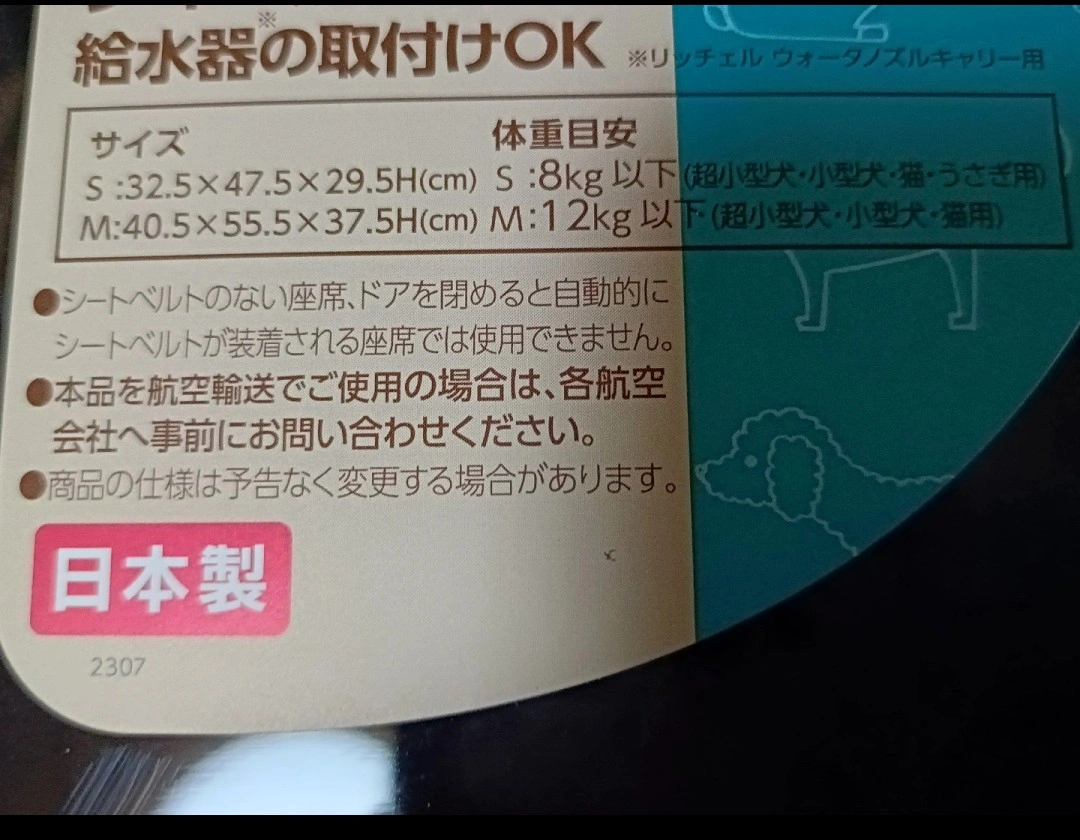 給水器※の取付けOK ※リッチェル ウォータノズルキャリー用
サイズ 体重目安
S :32.5×47.5×29.5H(cm) S :8kg 以下(超小型犬・小型犬・猫・うさぎ用)
M:40.5×55.5×37.5H(cm) M:12kg 以下(超小型犬・小型犬・猫用)
●シートベルトのない座席、ドアを閉めると自動的に
シートベルトが装着される座席では使用できません。
●本品を航空輸送でご使用の場合は、各航空
会社へ事前にお問い合わせください。
●商品の仕様は予告なく変更する場合があります。
日本製
2307